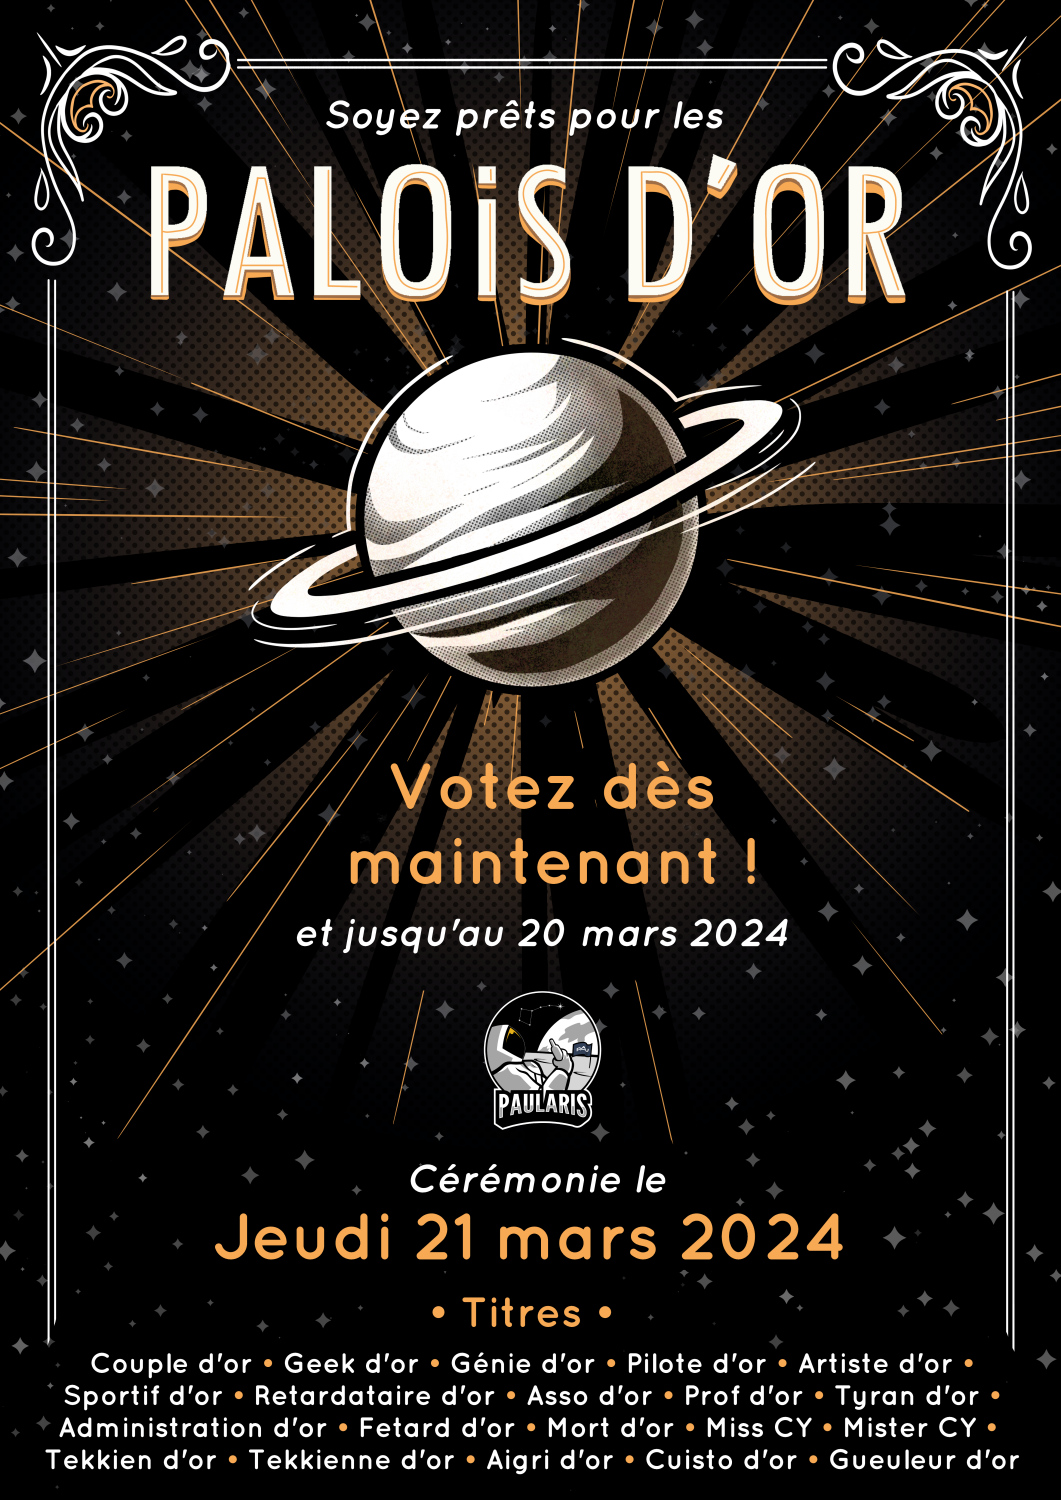 Soyez prêts pour les
PALOiS D'OR
Votez dès
maintenant !
et jusqu'au 20 mars 2024
PAULARIS
Cérémonie le
Jeudi 21 mars 2024
• Titres •
Couple d'or • Geek d'or • Génie d'or • Pilote d'or • Artiste d'or •
Sportif d'or • Retardataire d'or • Asso d'or • Prof d'or • Tyran d'or •
Administration d'or • Fetard d'or • Mort d'or • Miss CY • Mister CY •
Tekkien d'or • Tekkienne d'or • Aigri d'or • Cuisto d'or • Gueuleur d'or